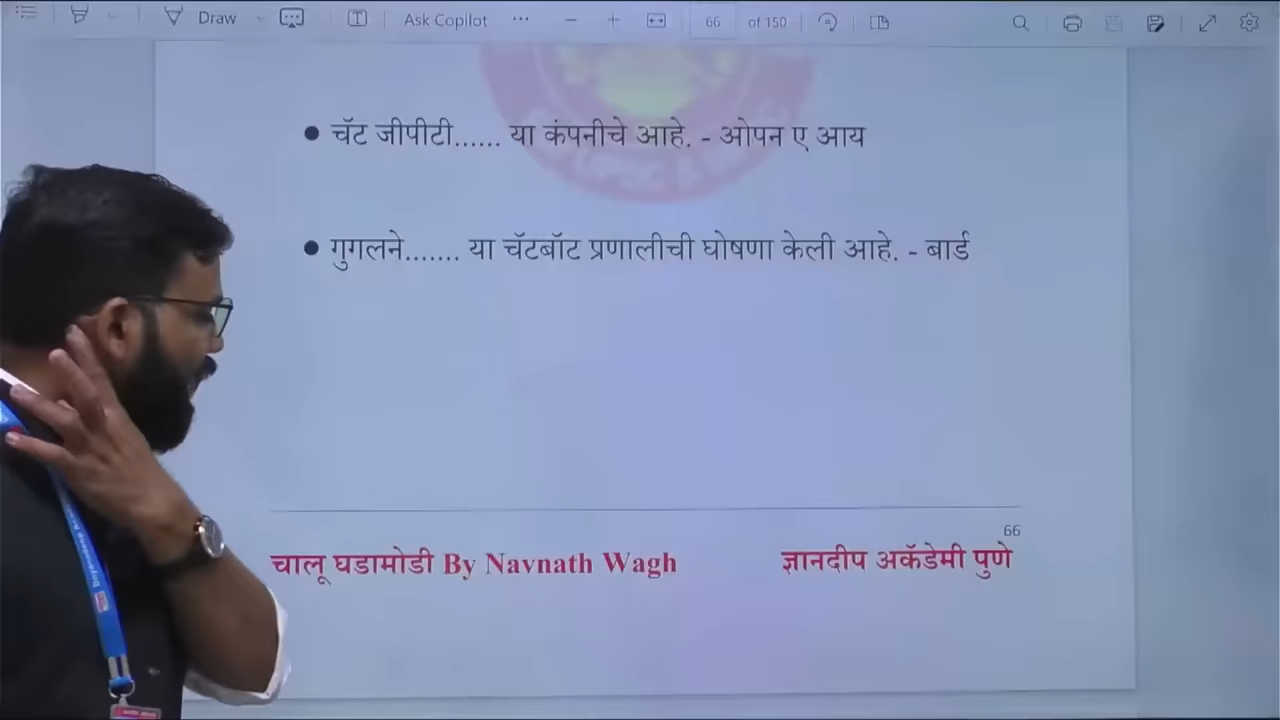 Draw
Ask Copilot
66 of 150
• चॅट जीपीटी...... या कंपनीचे आहे. - ओपन ए आय
• गुगलने....... या चॅटबॉट प्रणालीची घोषणा केली आहे. - बार्ड
66
चालू घडामोडी By Navnath Wagh ज्ञानदीप अकॅडेमी पुणे